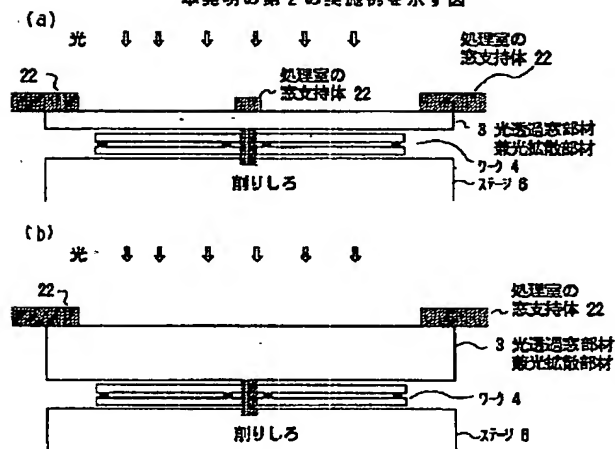 本発明の第2の実施例を示す図
(a)
光
処理室の
窓支持体 22
22
処理室の
窓支持体 22
3 光透過窓部材
兼光拡散部材
ワーク 4
ステージ 6
削りしろ
(b)
光
22
処理室の
窓支持体 22
3 光透過窓部材
兼光拡散部材
ワーク 4
削りしろ
ステージ 6